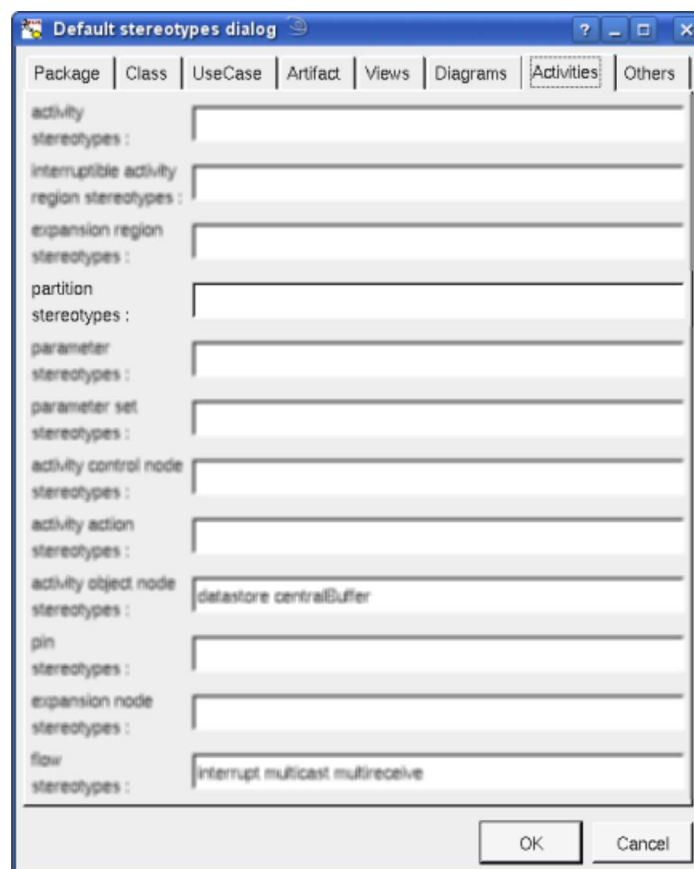 Default stereotypes dialog
Package Class UseCase Artifact Views Diagrams Activities Others
activity
stereotypes :
interruptible activity
region stereotypes :
expansion region
stereotypes :
partition
stereotypes :
parameter
stereotypes :
parameter set
stereotypes :
activity control node
stereotypes :
activity action
stereotypes :
activity object node
stereotypes :
datastore centralBuffer
pin
stereotypes :
expansion node
stereotypes :
flow
stereotypes :
interrupt multicast multireceive
OK Cancel